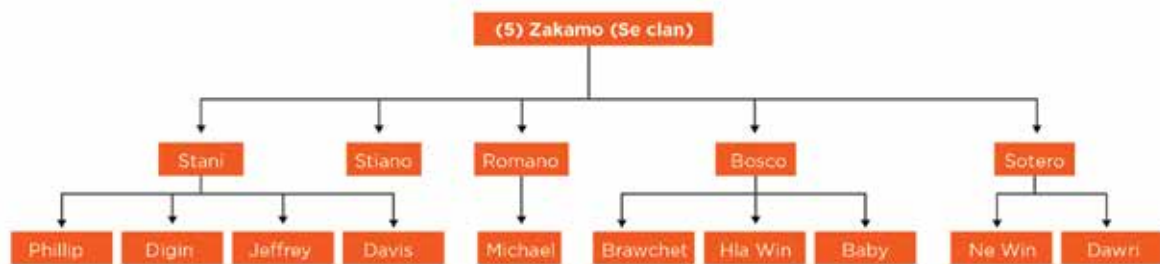 (5) Zakamo (Se clan)
Stani Stiano Romano Bosco Sotero
Phillip Digin Jeffrey Davis Michael Brawchet Hla Win Baby Ne Win Dawri